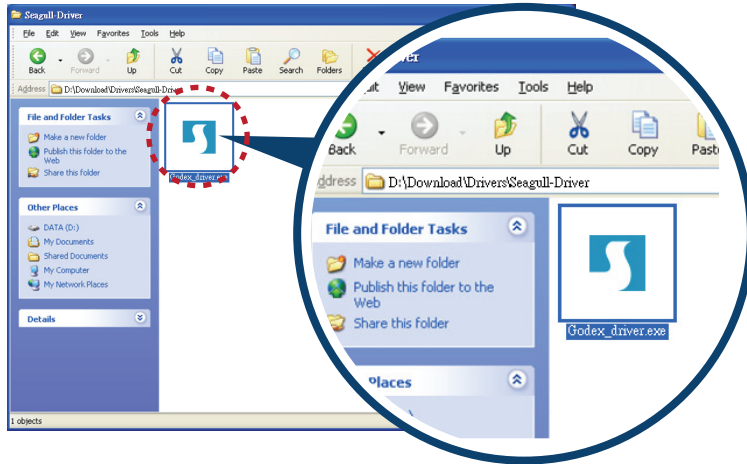 Seagull-Driver
File Edit View Favorites Tools Help
Back Forward Up Cut Copy Paste Search Folders
Address D:\Download\Drivers\Seagull-Driver
File and Folder Tasks
Make a new folder
Publish this folder to the
Web
Share this folder
Other Places
DATA (D:)
My Documents
Shared Documents
My Computer
My Network Places
Details
Godex_driver.exe
1 objects
View Favorites Tools Help
Back Forward Up Cut Copy
D:\Download\Drivers\Seagull-Driver
File and Folder Tasks
Make a new folder
Publish this folder to the
Web
Share this folder
Places
Godex_driver.exe